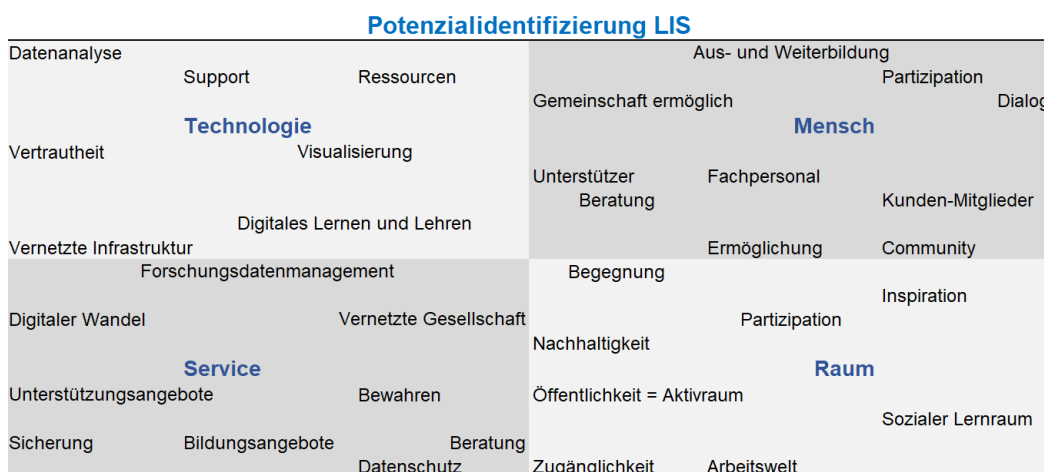 Potenzialidentifizierung LIS
Datenanalyse
Support Ressourcen
Technologie
Vertrautheit Visualisierung
Digitales Lernen und Lehren
Vernetzte Infrastruktur
Aus- und Weiterbildung
Partizipation
Gemeinschaft ermöglich Dialog
Mensch
Unterstützer Fachpersonal
Beratung Kunden-Mitglieder
Ermöglichung Community
Forschungsdatenmanagement
Digitaler Wandel Vernetzte Gesellschaft
Service
Unterstützungsangebote Bewahren
Sicherung Bildungsangebote Beratung
Datenschutz
Begegnung
Inspiration
Partizipation
Nachhaltigkeit
Raum
Öffentlichkeit = Aktivraum
Sozialer Lernraum
Zugänglichkeit Arbeitswelt